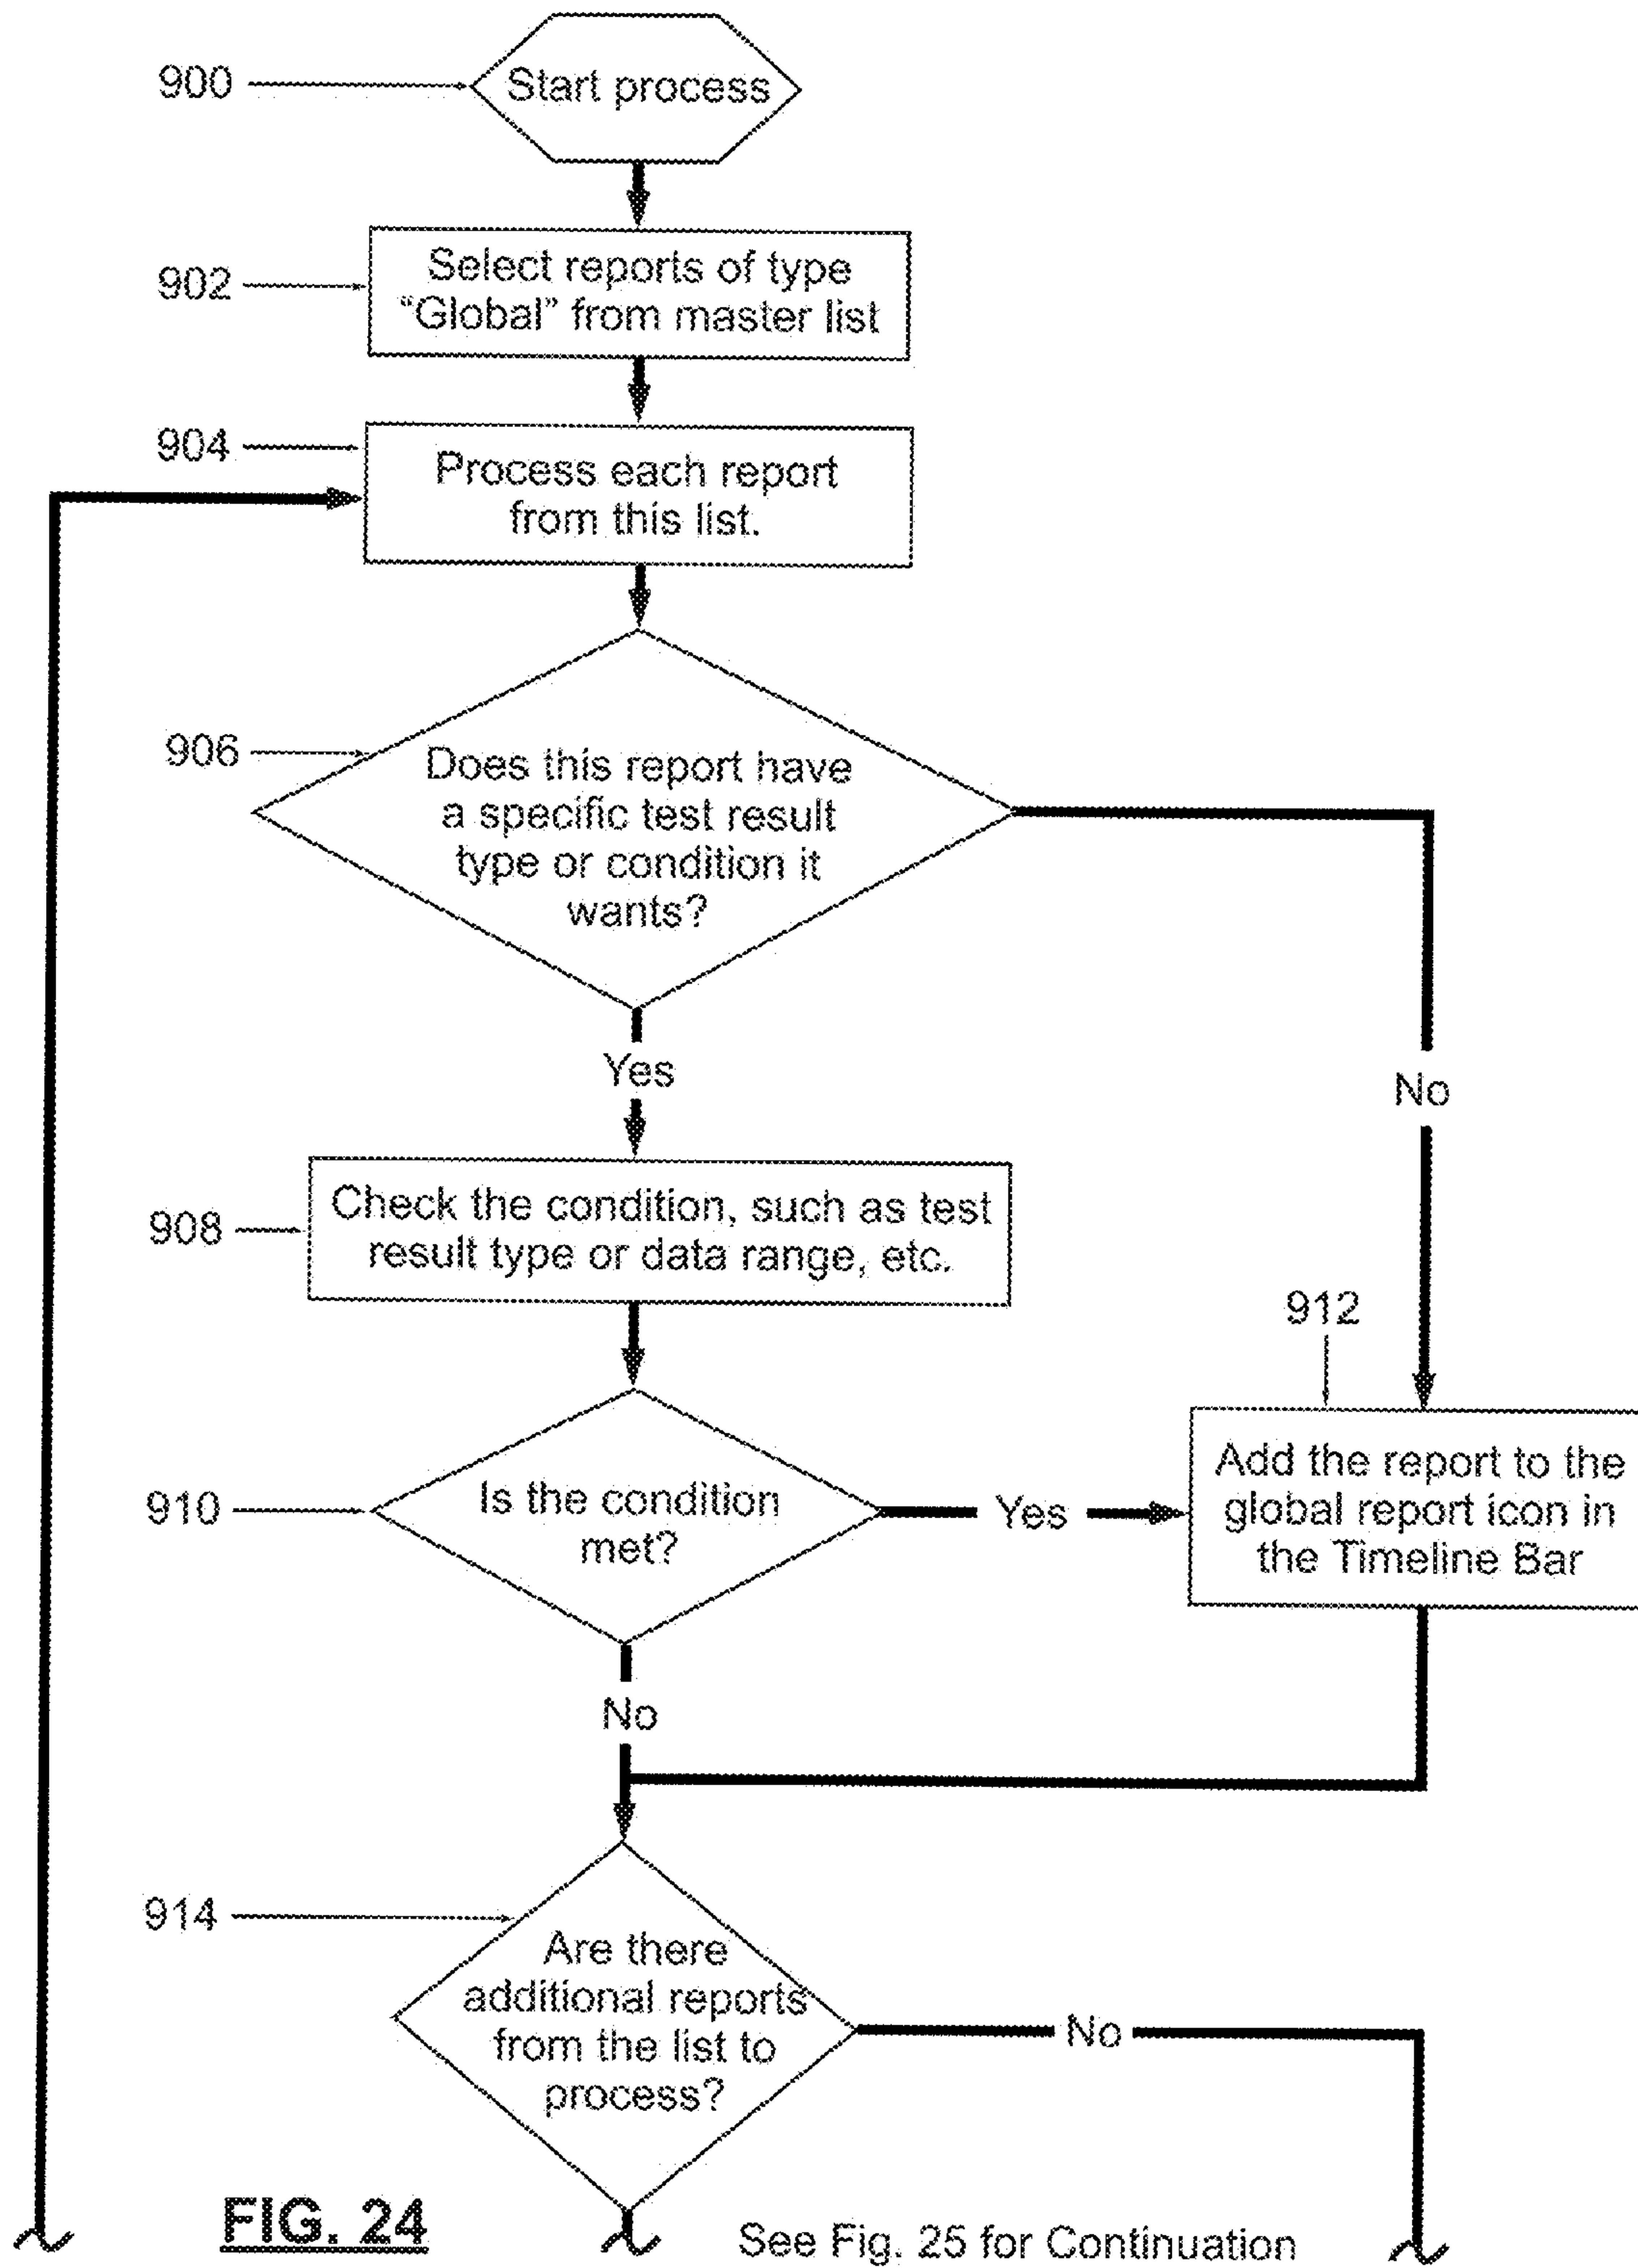 900
Start process
902
Select reports of type
“Global” from master list
904
Process each report
from this list.
906
Does this report have
a specific test result
type or condition it
wants?
Yes
No
908
Check the condition, such as test
result type or data range, etc.
912
910
Is the condition
met?
Yes
Add the report to the
global report icon in
the Timeline Bar
No
914
Are there
additional reports
from the list to
process?
No
FIG. 24
See Fig. 25 for Continuation